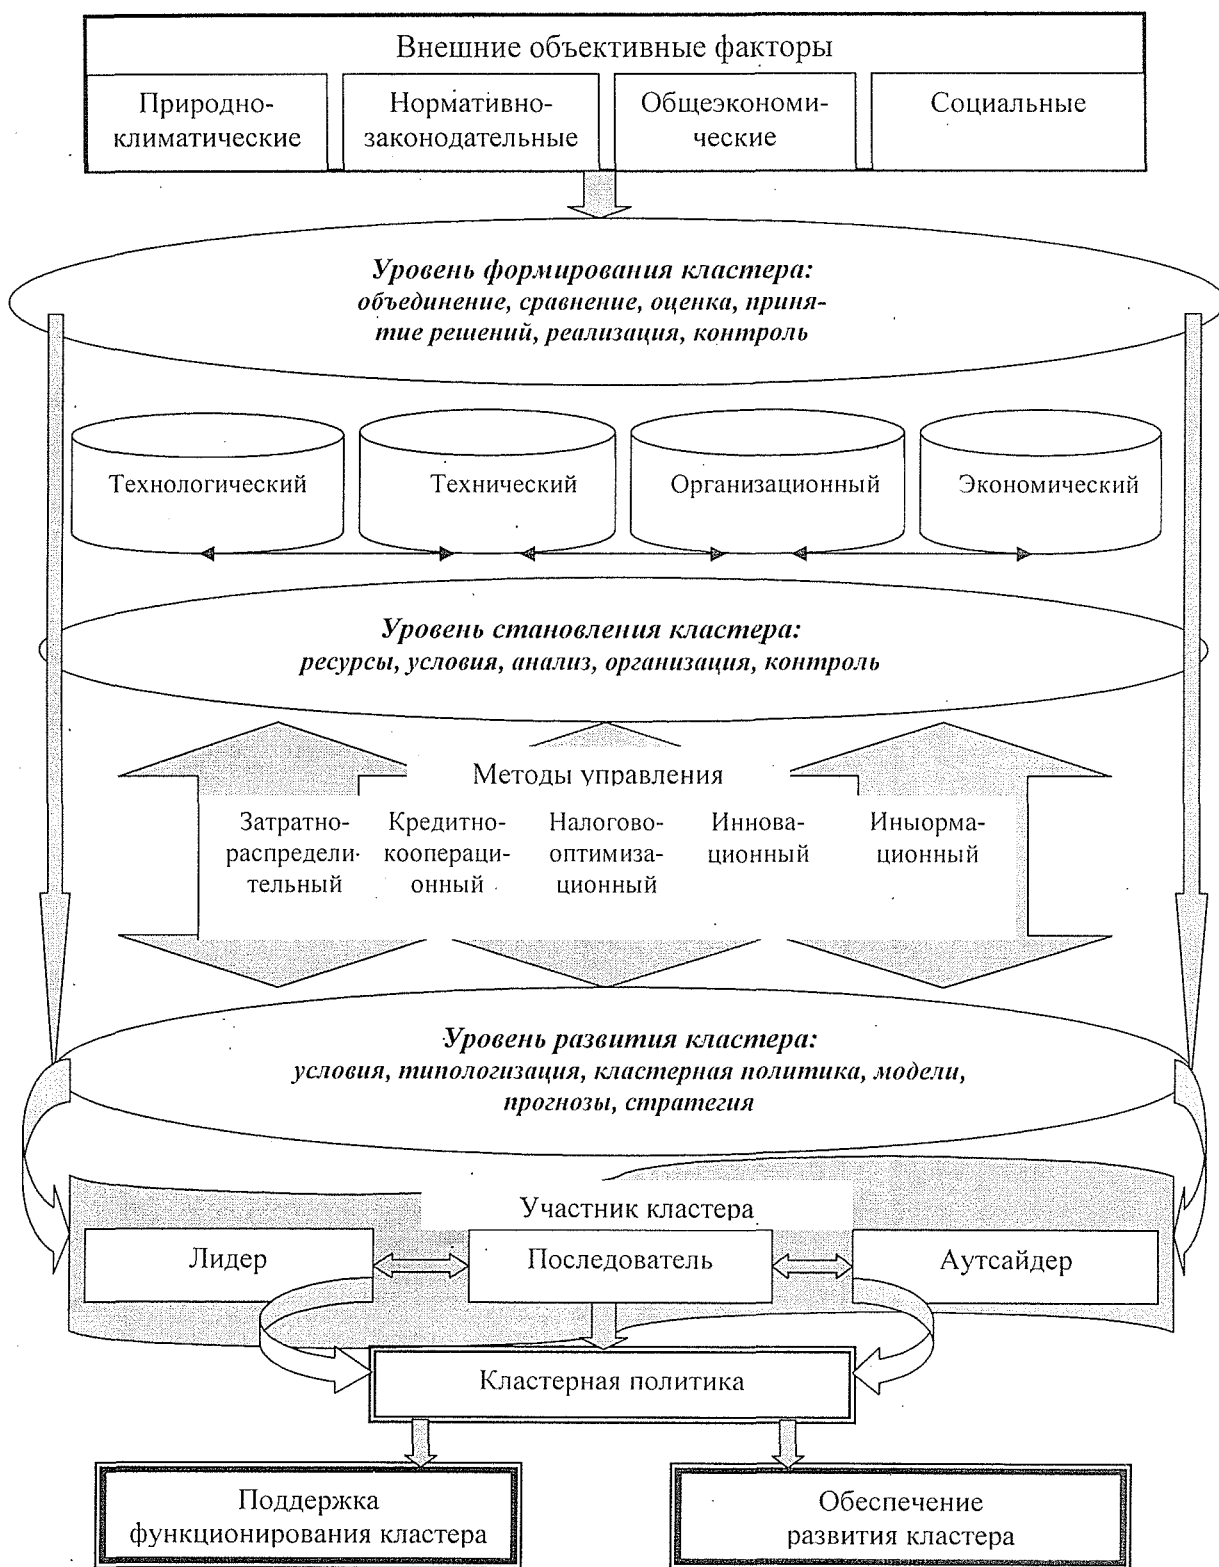 Внешние объективные факторы
Природно-
климатические
Нормативно-
законодательные
Общеэкономи-
ческие
Социальные
Уровень формирования кластера:
объединение, сравнение, оценка, приня-
тие решений, реализация, контроль
Технологический
Технический
Организационный
Экономический
Уровень становления кластера:
ресурсы, условия, анализ, организация, контроль
Методы управления
Затратно-
распредели-
тельный
Кредитно-
коопераци-
онный
Налогово-
оптимиза-
ционный
Иннова-
ционный
Иныорма-
ционный
Уровень развития кластера:
условия, типологизация, кластерная политика, модели,
прогнозы, стратегия
Участник кластера
Лидер
Последователь
Аутсайдер
Кластерная политика
Поддержка
функционирования кластера
Обеспечение
развития кластера